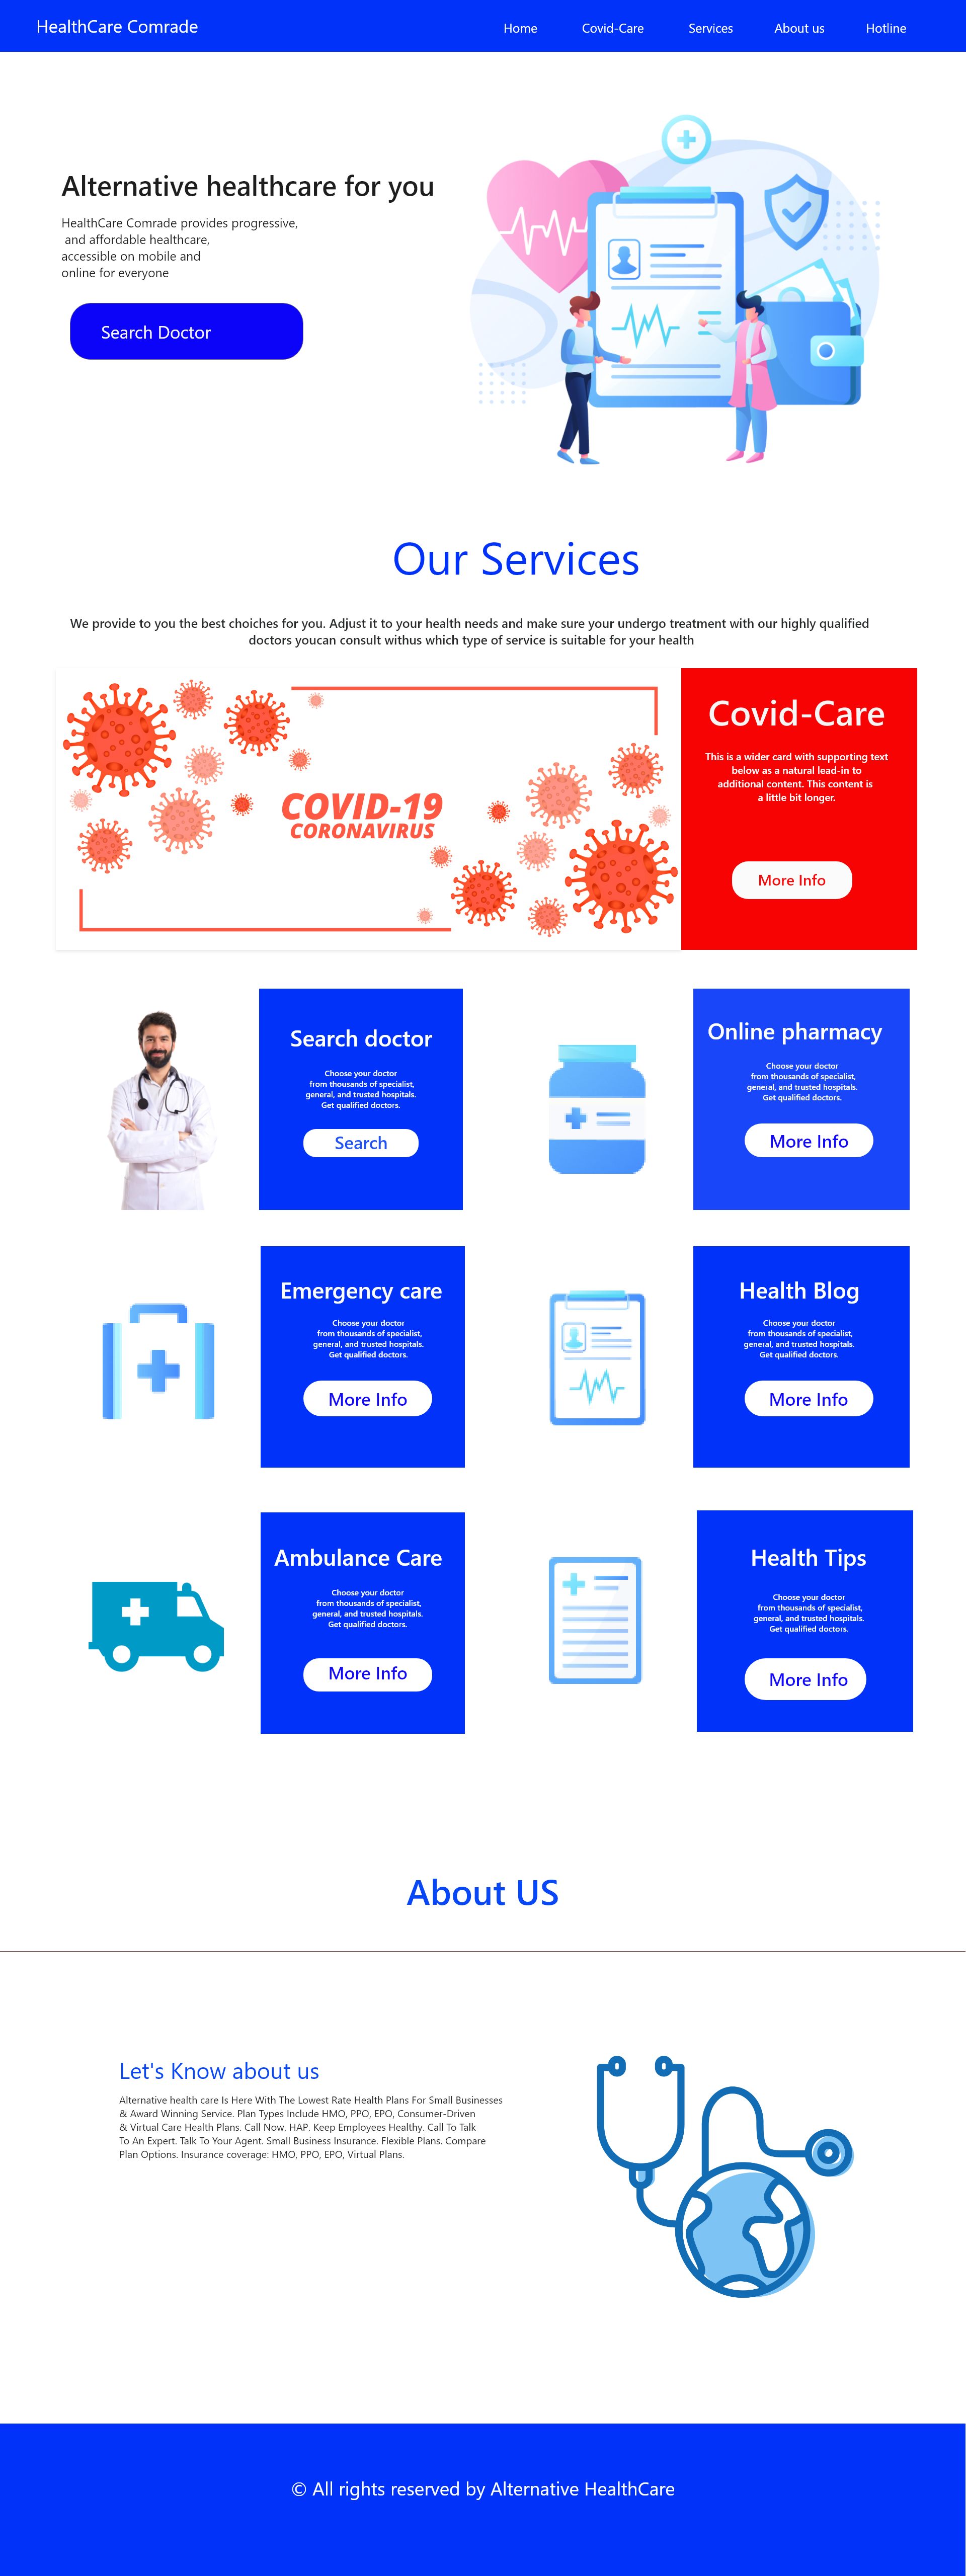 HealthCare Comrade
Home
Covid-Care
Services
About us
Hotline
Alternative healthcare for you
HealthCare Comrade provides progressive,
and affordable healthcare,
accessible on mobile and
online for everyone
Search Doctor
Our Services
We provide to you the best choiches for you. Adjust it to your health needs and make sure your undergo treatment with our highly qualified
doctors youcan consult withus which type of service is suitable for your health
COVID-19
CORONAVIRUS
Covid-Care
This is a wider card with supporting text
below as a natural lead-in to
additional content. This content is
a little bit longer.
More Info
Search doctor
Choose your doctor
from thousands of specialist,
general, and trusted hospitals.
Get qualified doctors.
Search
Online pharmacy
Choose your doctor
from thousands of specialist,
general, and trusted hospitals.
Get qualified doctors.
More Info
Emergency care
Choose your doctor
from thousands of specialist,
general, and trusted hospitals.
Get qualified doctors.
More Info
Health Blog
Choose your doctor
from thousands of specialist,
general, and trusted hospitals.
Get qualified doctors.
More Info
Ambulance Care
Choose your doctor
from thousands of specialist,
general, and trusted hospitals.
Get qualified doctors.
More Info
Health Tips
Choose your doctor
from thousands of specialist,
general, and trusted hospitals.
Get qualified doctors.
More Info
About US
Let's Know about us
Alternative health care Is Here With The Lowest Rate Health Plans For Small Businesses
& Award Winning Service. Plan Types Include HMO, PPO, EPO, Consumer-Driven
& Virtual Care Health Plans. Call Now. HAP. Keep Employees Healthy. Call To Talk
To An Expert. Talk To Your Agent. Small Business Insurance. Flexible Plans. Compare
Plan Options. Insurance coverage: HMO, PPO, EPO, Virtual Plans.
© All rights reserved by Alternative HealthCare